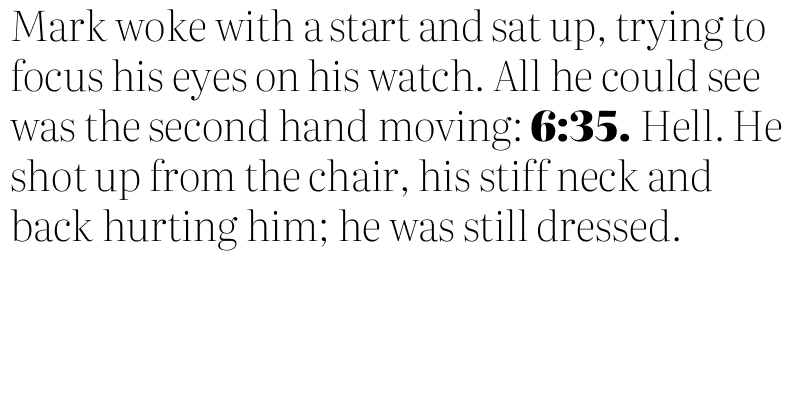 Mark woke with a start and sat up, trying to
focus his eyes on his watch. All he could see
was the second hand moving: 6:35. Hell. He
shot up from the chair, his stiff neck and
back hurting him; he was still dressed.